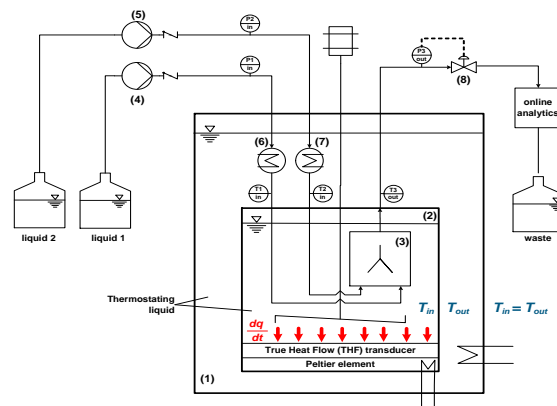 (5)
P2
in
P3
out
(4)
P1
in
(8)
online
analytics
(6)
(7)
T1
in
T2
in
T3
out
(2)
(3)
liquid 2
liquid 1
waste
Thermostating
liquid
T_in T_out T_in = T_out
dq
dt
True Heat Flow (THF) transducer
Peltier element
(1)